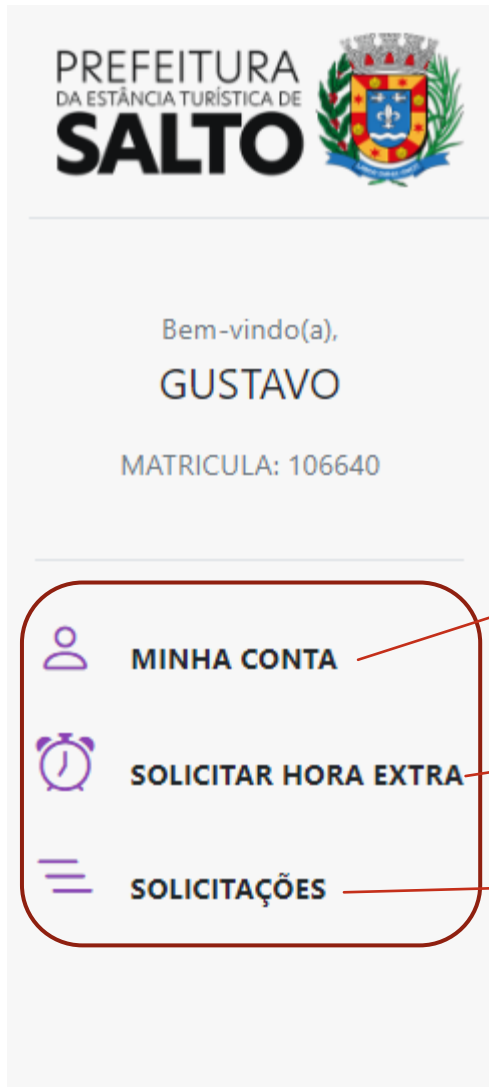 PREFEITURA
DA ESTÂNCIA TURÍSTICA DE
SALTO
Bem-vindo(a),
GUSTAVO
MATRICULA: 106640
MINHA CONTA
SOLICITAR HORA EXTRA
SOLICITAÇÕES